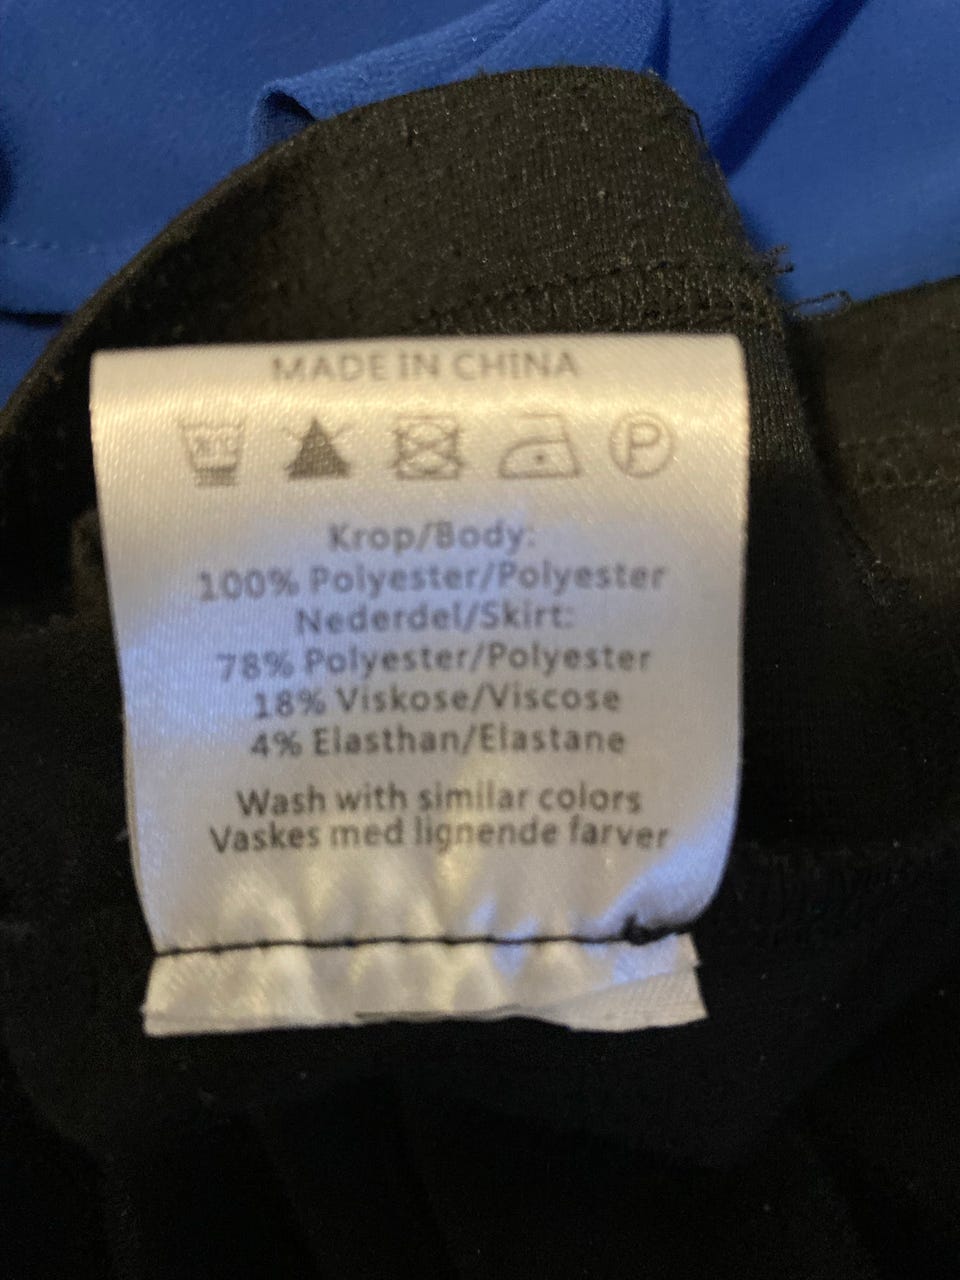 MADE IN CHINA
P
Krop/Body:
100% Polyester/Polyester
Nederdel/Skirt:
78% Polyester/Polyester
18% Viskose/Viscose
4% Elasthan/Elastane
Wash with similar colors
Vaskes med lignende farver